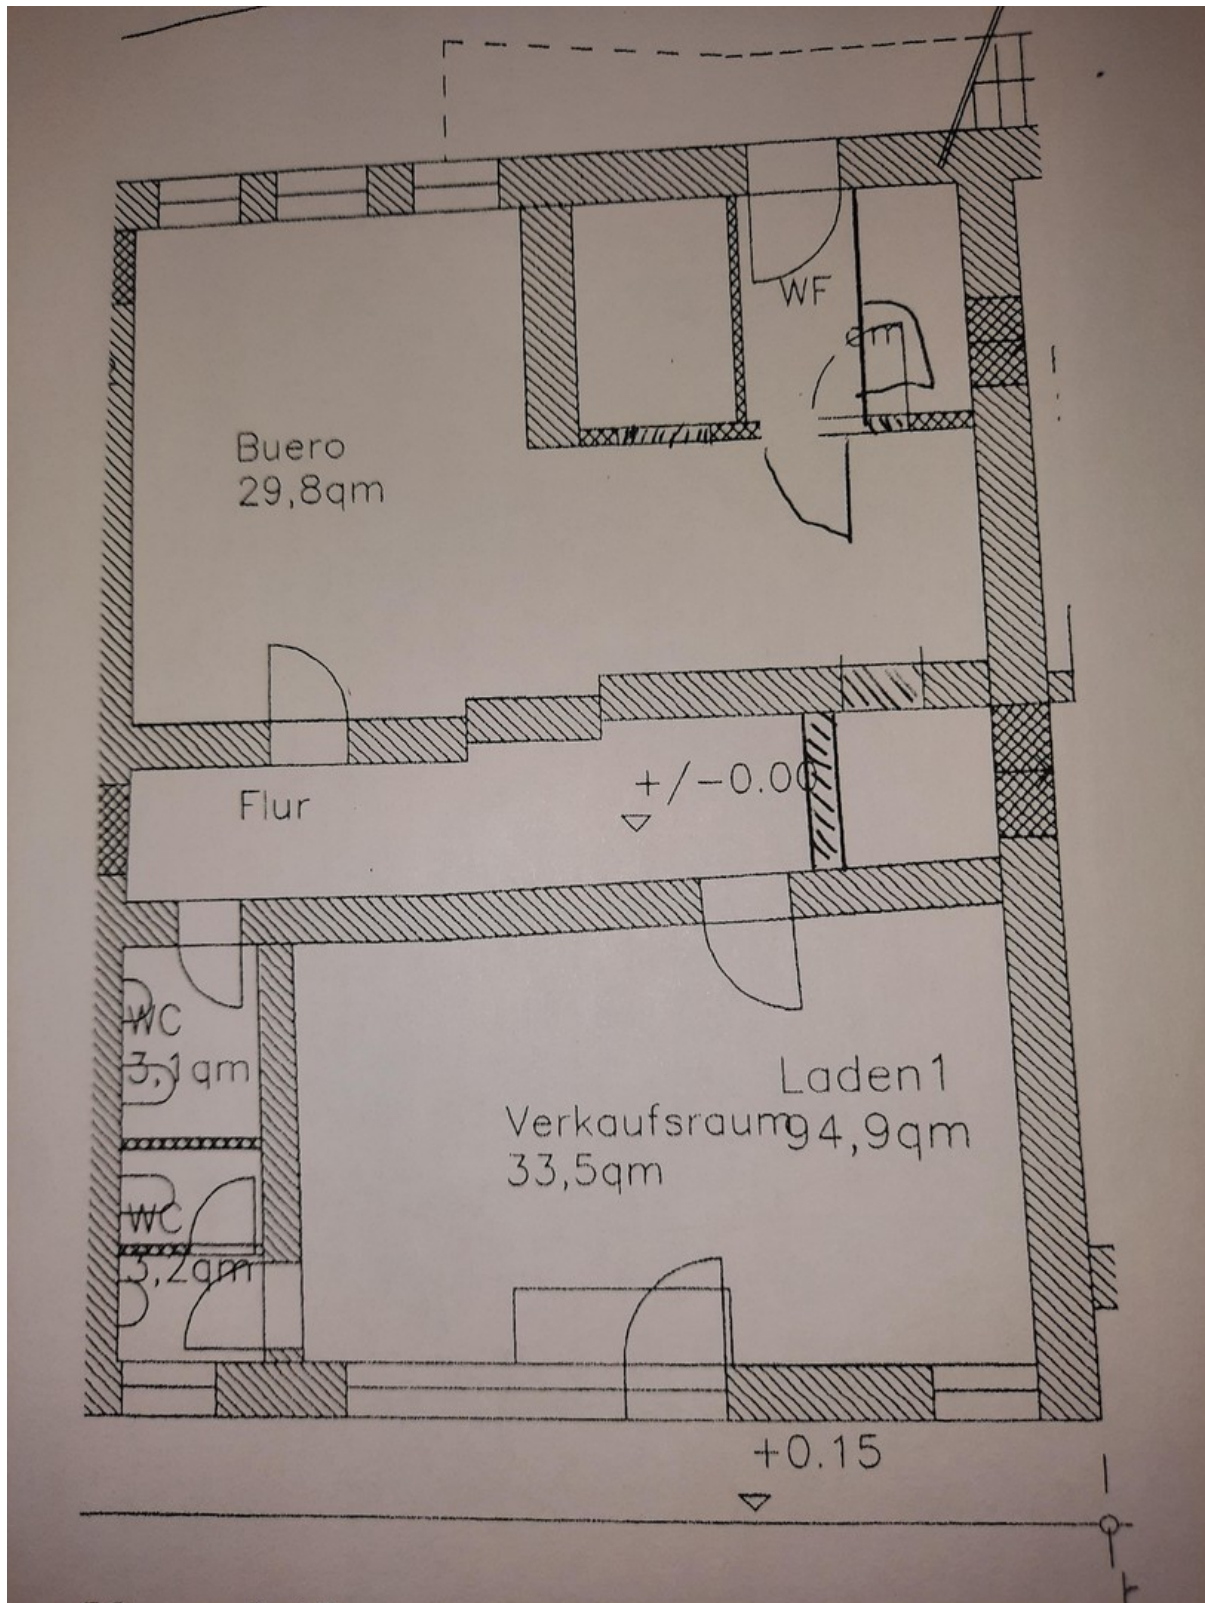 WF
em
Buero
29,8qm
+/-0.00
Flur
WC
3,1qm
Laden1
94,9qm
Verkaufsraum
33,5qm
WC
3,2qm
+0.15